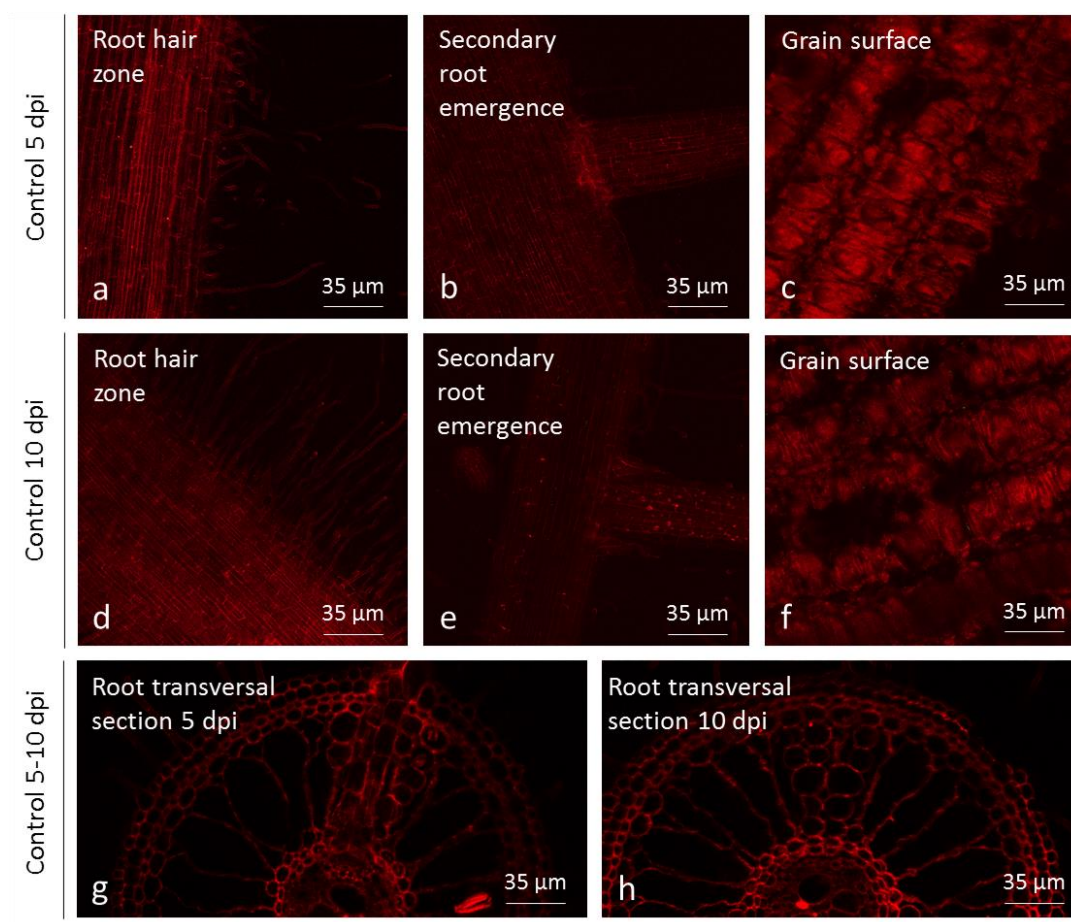 Control 5 dpi
Root hair
zone
a
35 µm
Secondary
root
emergence
b
35 µm
Grain surface
c
35 µm
Control 10 dpi
Root hair
zone
d
35 µm
Secondary
root
emergence
e
35 µm
Grain surface
f
35 µm
Control 5-10 dpi
Root transversal
section 5 dpi
g
35 µm
Root transversal
section 10 dpi
h
35 µm